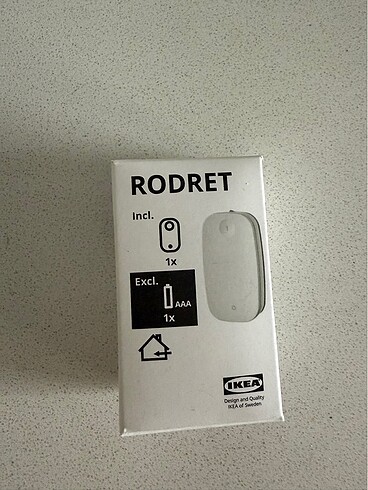 RODRET
Incl.
1x
Excl.
AAA
1x
IKEA
Design and Quality
IKEA of Sweden